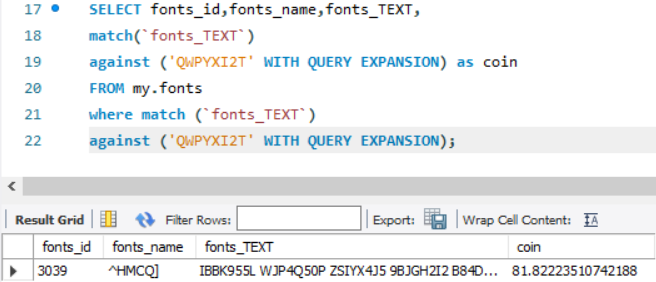 17 SELECT fonts_id,fonts_name,fonts_TEXT,
18 match(`fonts_TEXT`)
19 against ('QWPYXI2T' WITH QUERY EXPANSION) as coin
20 FROM my.fonts
21 where match (`fonts_TEXT`)
22 against ('QWPYXI2T' WITH QUERY EXPANSION);
Result Grid Filter Rows: Export: Wrap Cell Content:
fonts_id fonts_name fonts_TEXT coin
3039 ^HMCQ] IBBK955L WJP4Q50P ZSIYX4J5 9BJGH2I2 B84D... 81.82223510742188